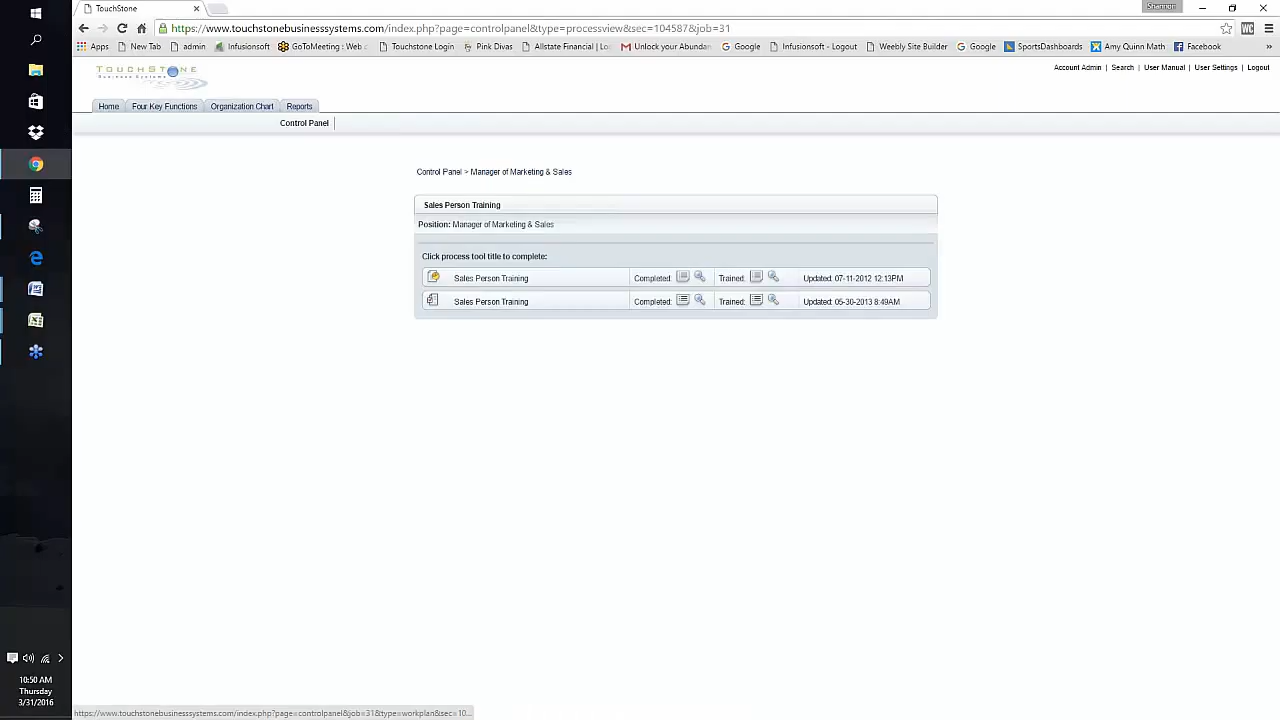 TouchStone
Shannon
https://www.touchstonebusinesssystems.com/index.php?page=controlpanel&type=processview&sec=104587&job=31
Apps New Tab admin Infusionsoft GoToMeeting : Web c Touchstone Login Pink Divas Allstate Financial | Lo Unlock your Abundan Google Infusionsoft - Logout Weekly Site Builder Google SportsDashboards Amy Quinn Math Facebook »
TOUCHSTONE
Business Systems
Account Admin | Search | User Manual | User Settings | Logout
Home Four Key Functions Organization Chart Reports
Control Panel
Control Panel > Manager of Marketing & Sales
Sales Person Training
Position: Manager of Marketing & Sales
Click process tool title to complete:
Sales Person Training Completed: Trained: Updated: 07-11-2012 12:13PM
Sales Person Training Completed: Trained: Updated: 05-30-2013 8:49AM
10:50 AM
Thursday
3/31/2016
https://www.touchstonebusinesssystems.com/index.php?page=controlpanel&job=31&type=workplan&sec=10...